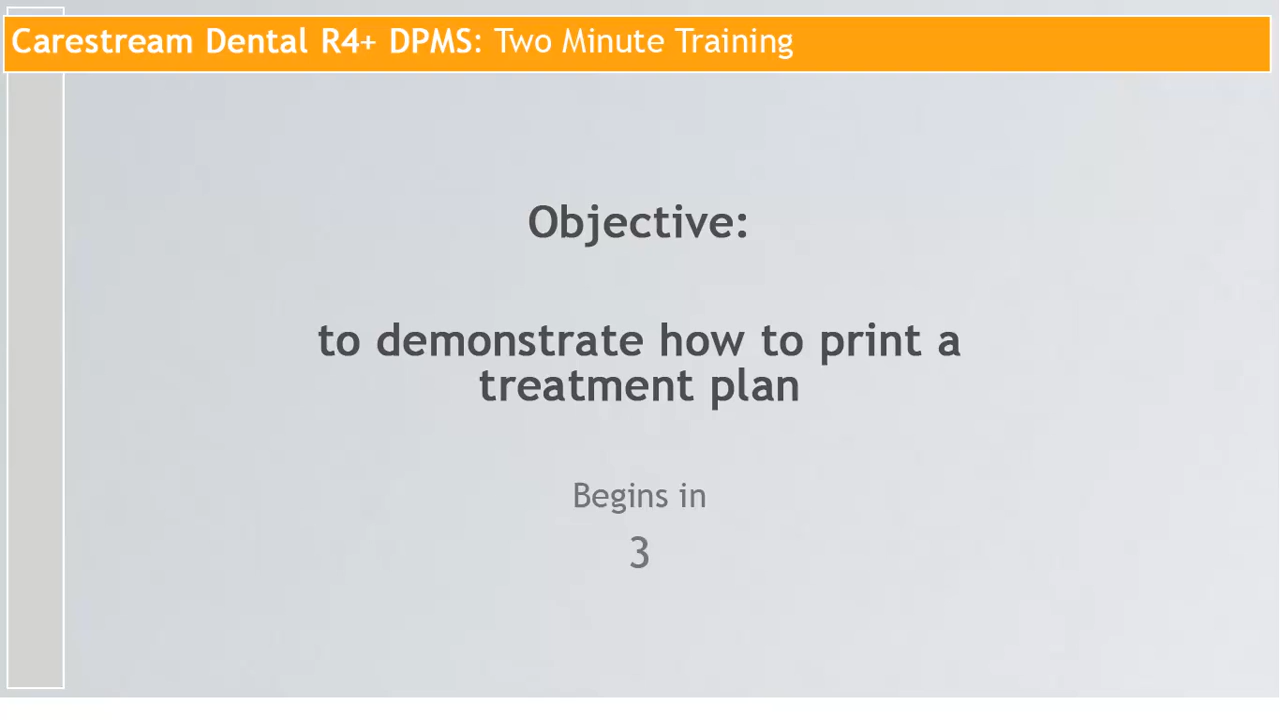 Carestream Dental R4+ DPMS: Two Minute Training
Objective:
to demonstrate how to print a
treatment plan
Begins in
3